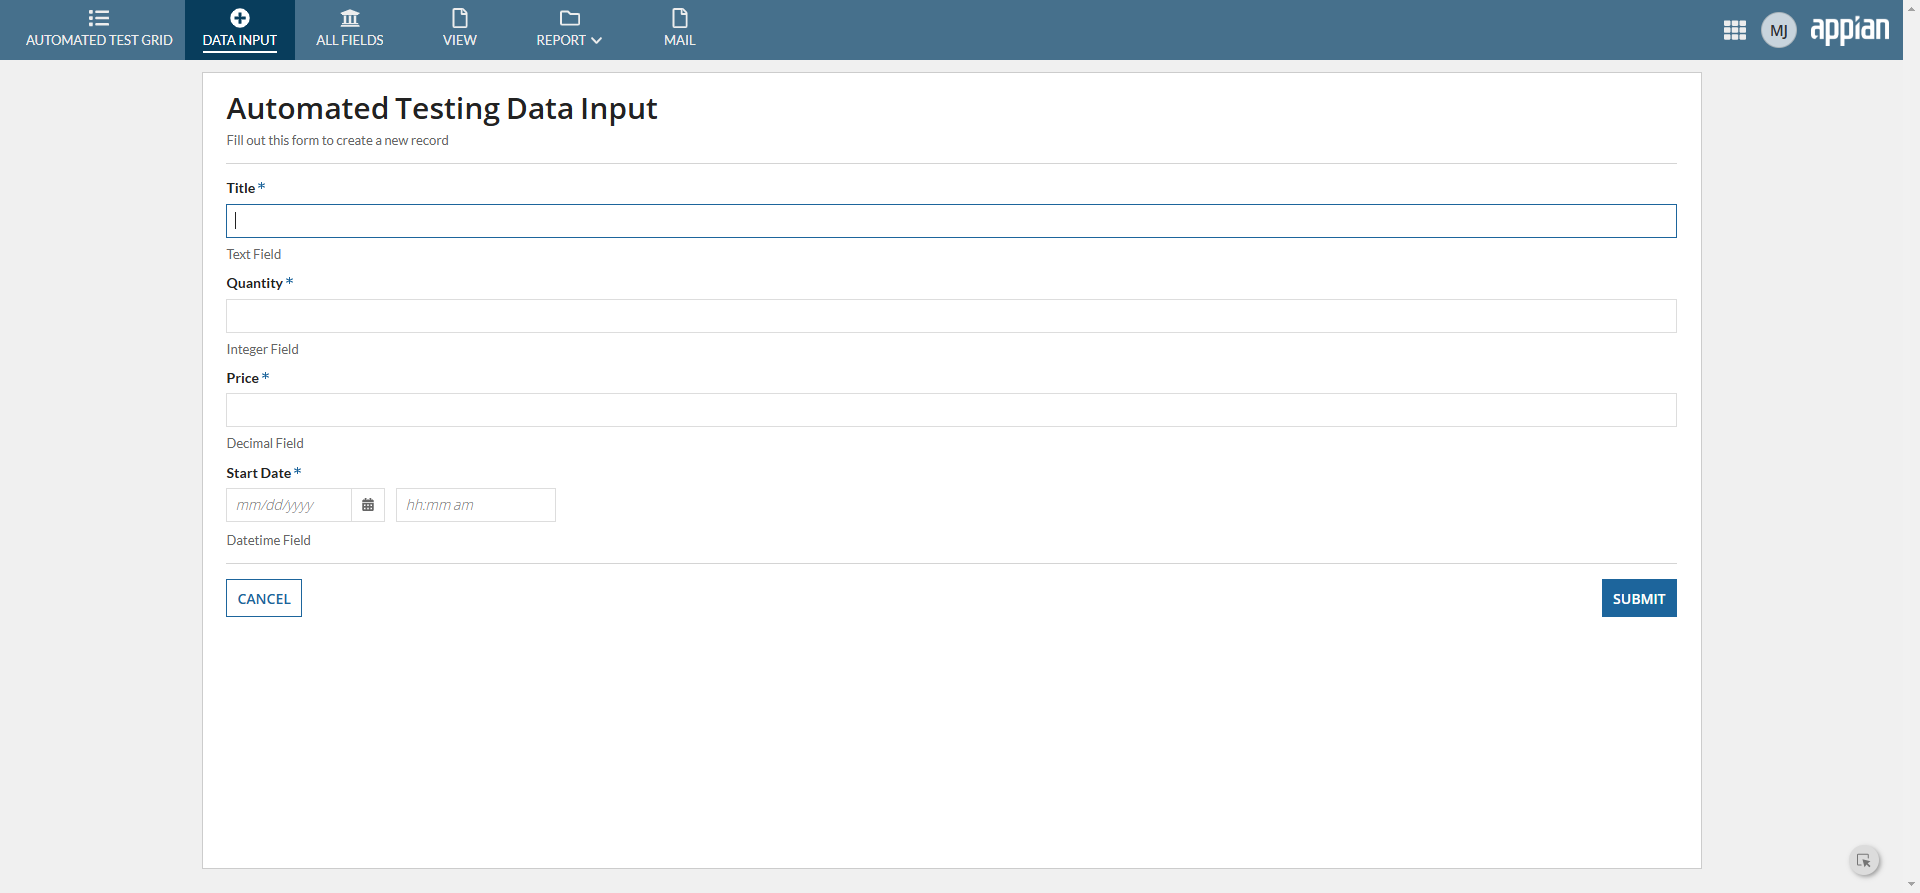 AUTOMATED TEST GRID
DATA INPUT
ALL FIELDS
VIEW
REPORT
MAIL
MJ
appian
Automated Testing Data Input
Fill out this form to create a new record
Title *
Text Field
Quantity *
Integer Field
Price *
Decimal Field
Start Date *
mm/dd/yyyy
hh:mm am
Datetime Field
CANCEL
SUBMIT